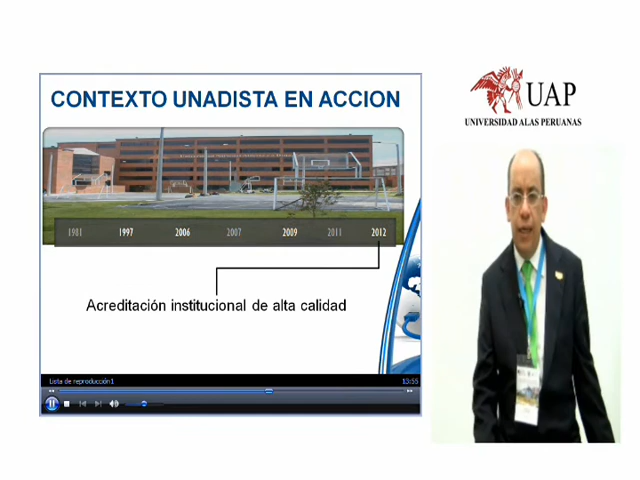 CONTEXTO UNADISTA EN ACCION
1981 1997 2006 2007 2009 2011 2012
Acreditación institucional de alta calidad
Lista de reproducción1 13:55
UAP
UNIVERSIDAD ALAS PERUANAS